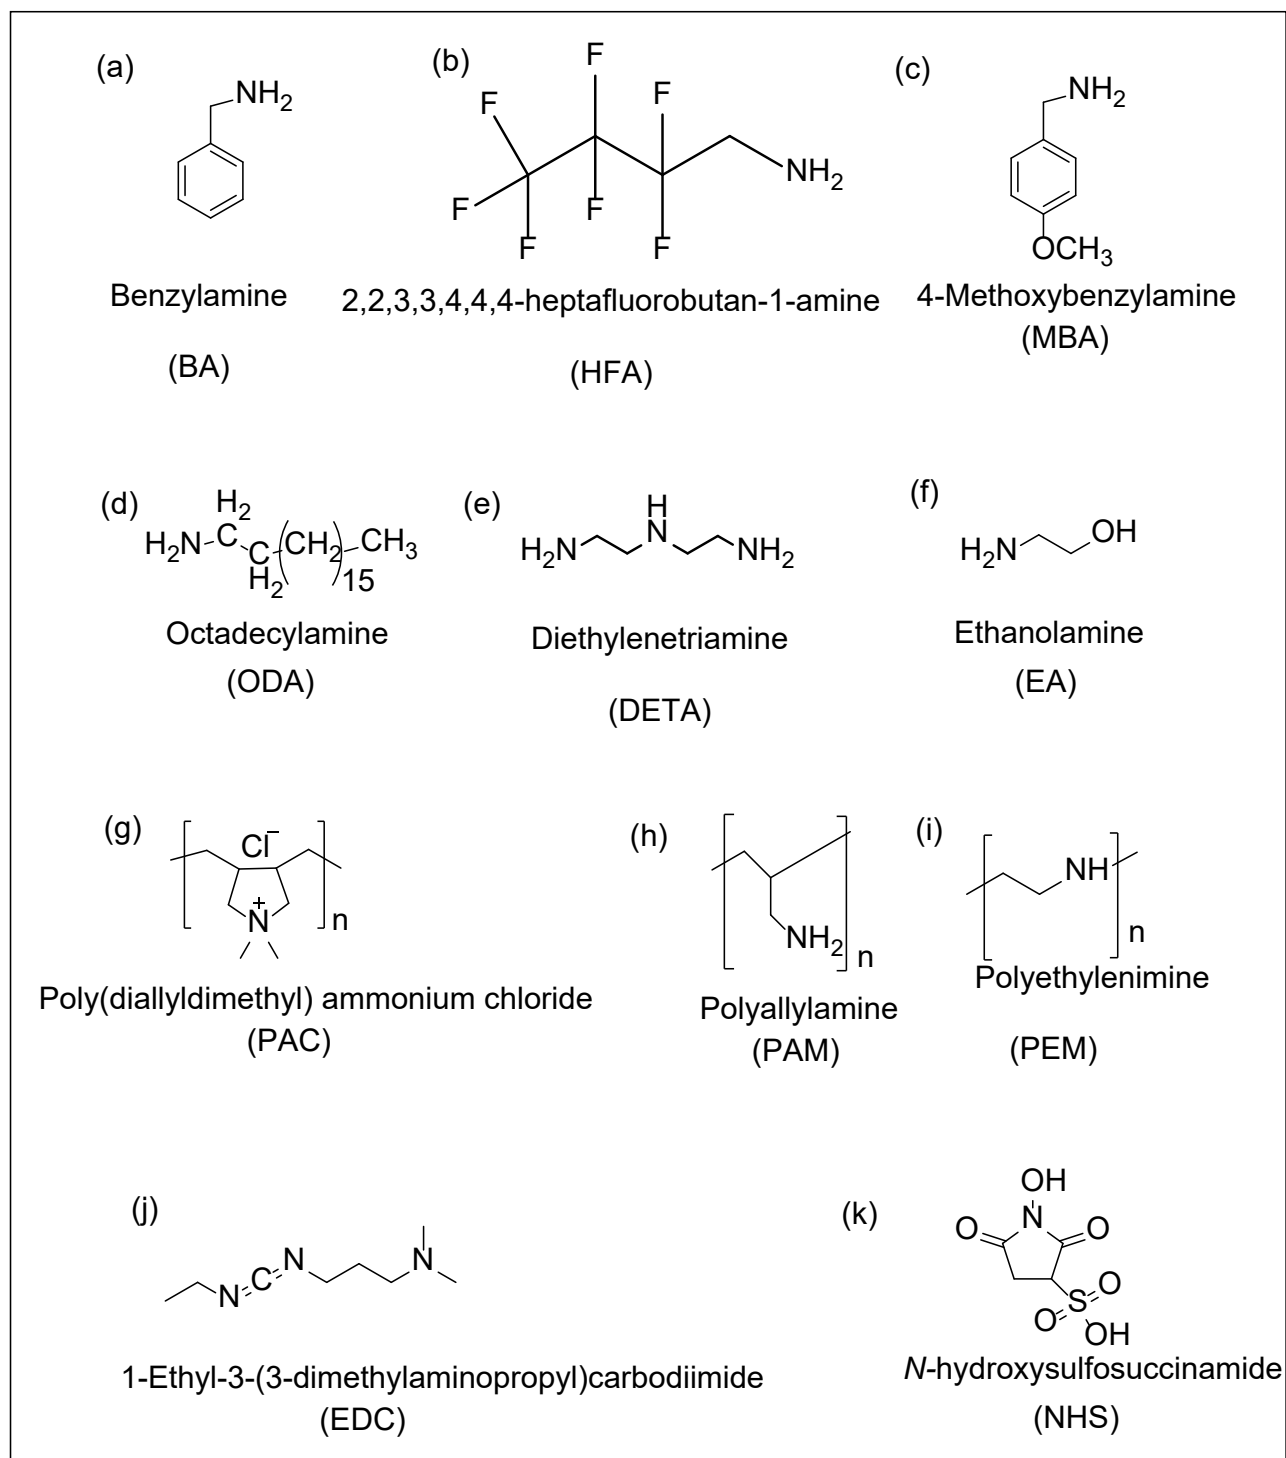 (a)
NH2
Benzylamine
(BA)
(b)
F
F
F
F
F
F
F
NH2
2,2,3,3,4,4,4-heptafluorobutan-1-amine
(HFA)
(c)
NH2
OCH3
4-Methoxybenzylamine
(MBA)
(d)
H2
H2N C (CH2) CH3
C
H2 15
Octadecylamine
(ODA)
(e)
H
N
H2N NH2
Diethylenetriamine
(DETA)
(f)
OH
H2N
Ethanolamine
(EA)
(g)
Cl−
N+
n
Poly(diallyldimethyl) ammonium chloride
(PAC)
(h)
NH2
n
Polyallylamine
(PAM)
(i)
NH
n
Polyethylenimine
(PEM)
(j)
N C N N
1-Ethyl-3-(3-dimethylaminopropyl)carbodiimide
(EDC)
(k)
OH
O N O
S O
O OH
N-hydroxysulfosuccinamide
(NHS)